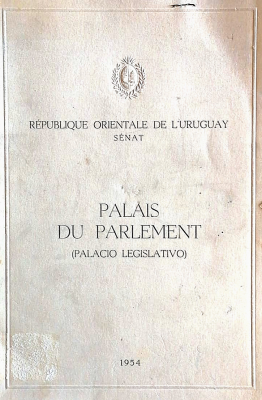 RÉPUBLIQUE ORIENTALE DE L'URUGUAY
SÉNAT
PALAIS
DU PARLEMENT
(PALACIO LEGISLATIVO)
1954